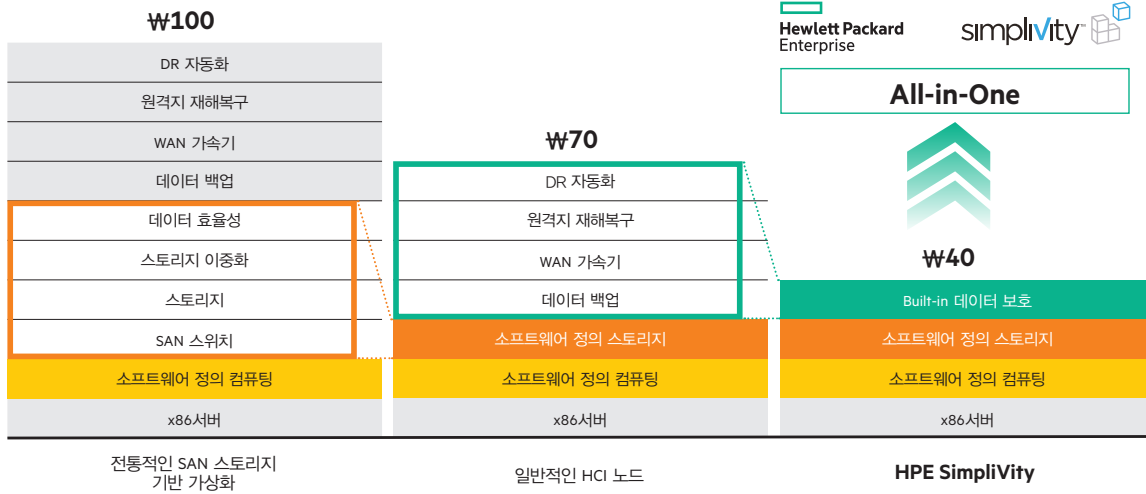 ₩100
DR 자동화
원격지 재해복구
WAN 가속기
데이터 백업
데이터 효율성
스토리지 이중화
스토리지
SAN 스위치
소프트웨어 정의 컴퓨팅
x86서버
전통적인 SAN 스토리지
기반 가상화
₩70
DR 자동화
원격지 재해복구
WAN 가속기
데이터 백업
소프트웨어 정의 스토리지
소프트웨어 정의 컴퓨팅
x86서버
일반적인 HCI 노드
Hewlett Packard
Enterprise
simplivity™
All-in-One
₩40
Built-in 데이터 보호
소프트웨어 정의 스토리지
소프트웨어 정의 컴퓨팅
x86서버
HPE SimpliVity